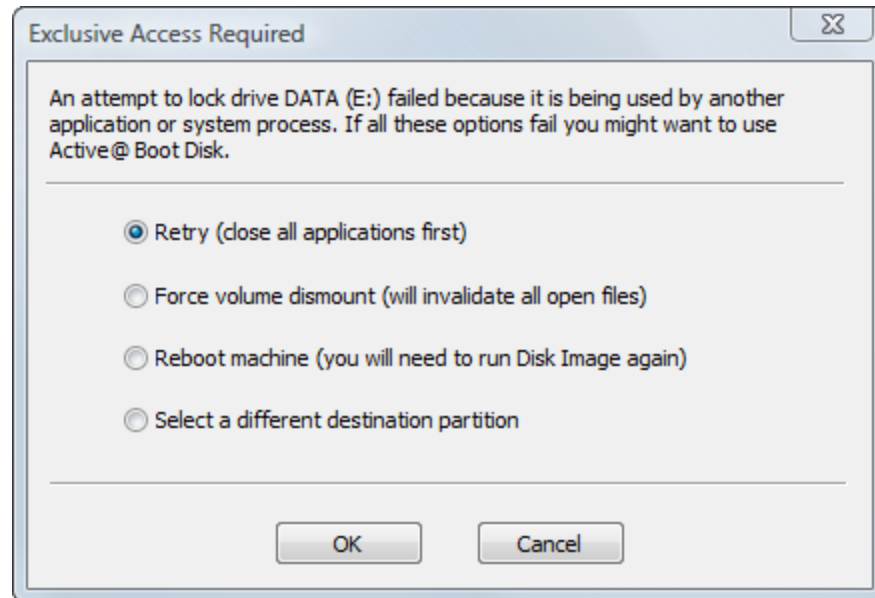 Exclusive Access Required
An attempt to lock drive DATA (E:) failed because it is being used by another
application or system process. If all these options fail you might want to use
Active@ Boot Disk.
Retry (close all applications first)
Force volume dismount (will invalidate all open files)
Reboot machine (you will need to run Disk Image again)
Select a different destination partition
OK
Cancel